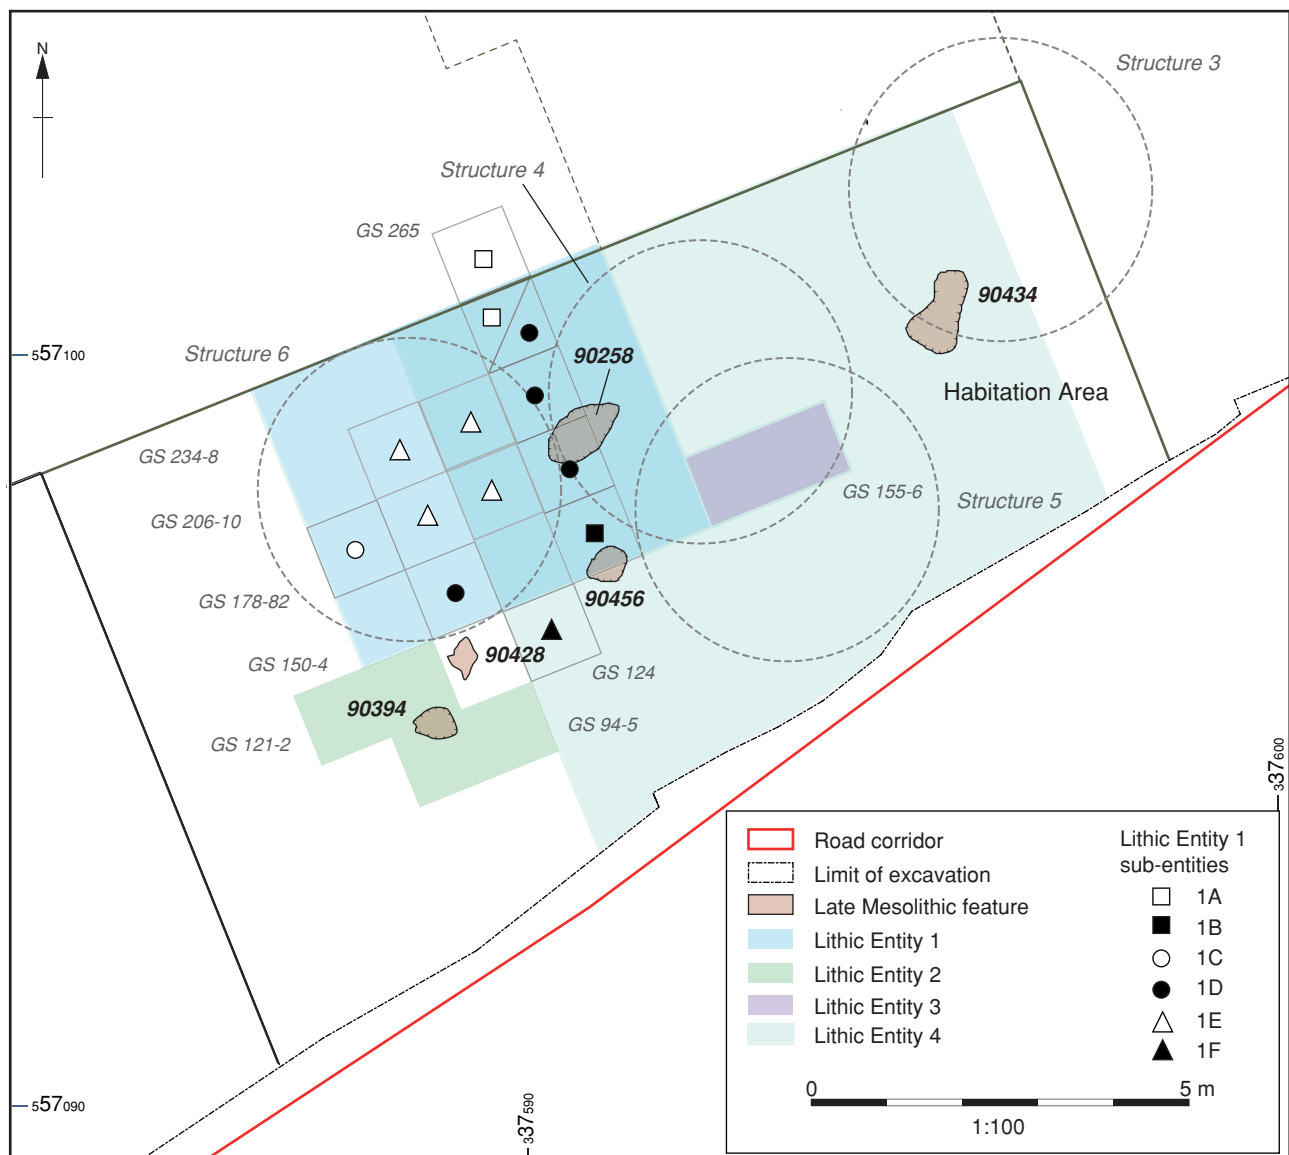 N
Structure 3
Structure 4
GS 265
90434
557100
Structure 6
90258
Habitation Area
GS 234-8
GS 155-6
Structure 5
GS 206-10
GS 178-82
90456
GS 150-4
90428
GS 124
90394
GS 94-5
GS 121-2
337600
Road corridor
Limit of excavation
Late Mesolithic feature
Lithic Entity 1
Lithic Entity 2
Lithic Entity 3
Lithic Entity 4
Lithic Entity 1
sub-entities
1A
1B
1C
1D
1E
1F
0 5 m
1:100
557090
337590